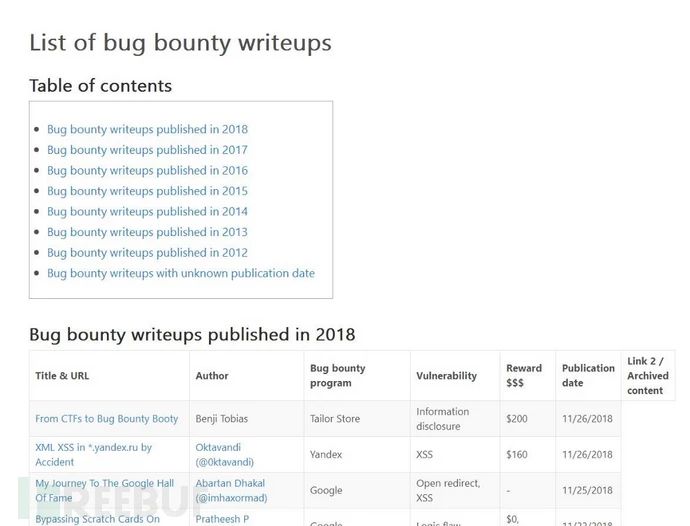 List of bug bounty writeups
Table of contents
Bug bounty writeups published in 2018
Bug bounty writeups published in 2017
Bug bounty writeups published in 2016
Bug bounty writeups published in 2015
Bug bounty writeups published in 2014
Bug bounty writeups published in 2013
Bug bounty writeups published in 2012
Bug bounty writeups with unknown publication date
Bug bounty writeups published in 2018
Title & URL Author Bug bounty program Vulnerability Reward $$$ Publication date Link 2 / Archived content
From CTFs to Bug Bounty Booty Benji Tobias Tailor Store Information disclosure $200 11/26/2018
XML XSS in *.yandex.ru by Accident Oktavandi (@0ktavandi) Yandex XSS $160 11/26/2018
My Journey To The Google Hall Of Fame Abartan Dhakal (@imhaxormad) Google Open redirect, XSS - 11/25/2018
Bypassing Scratch Cards On Pratheesh P Google Logic flaw $0, 11/22/2018
REEBUF